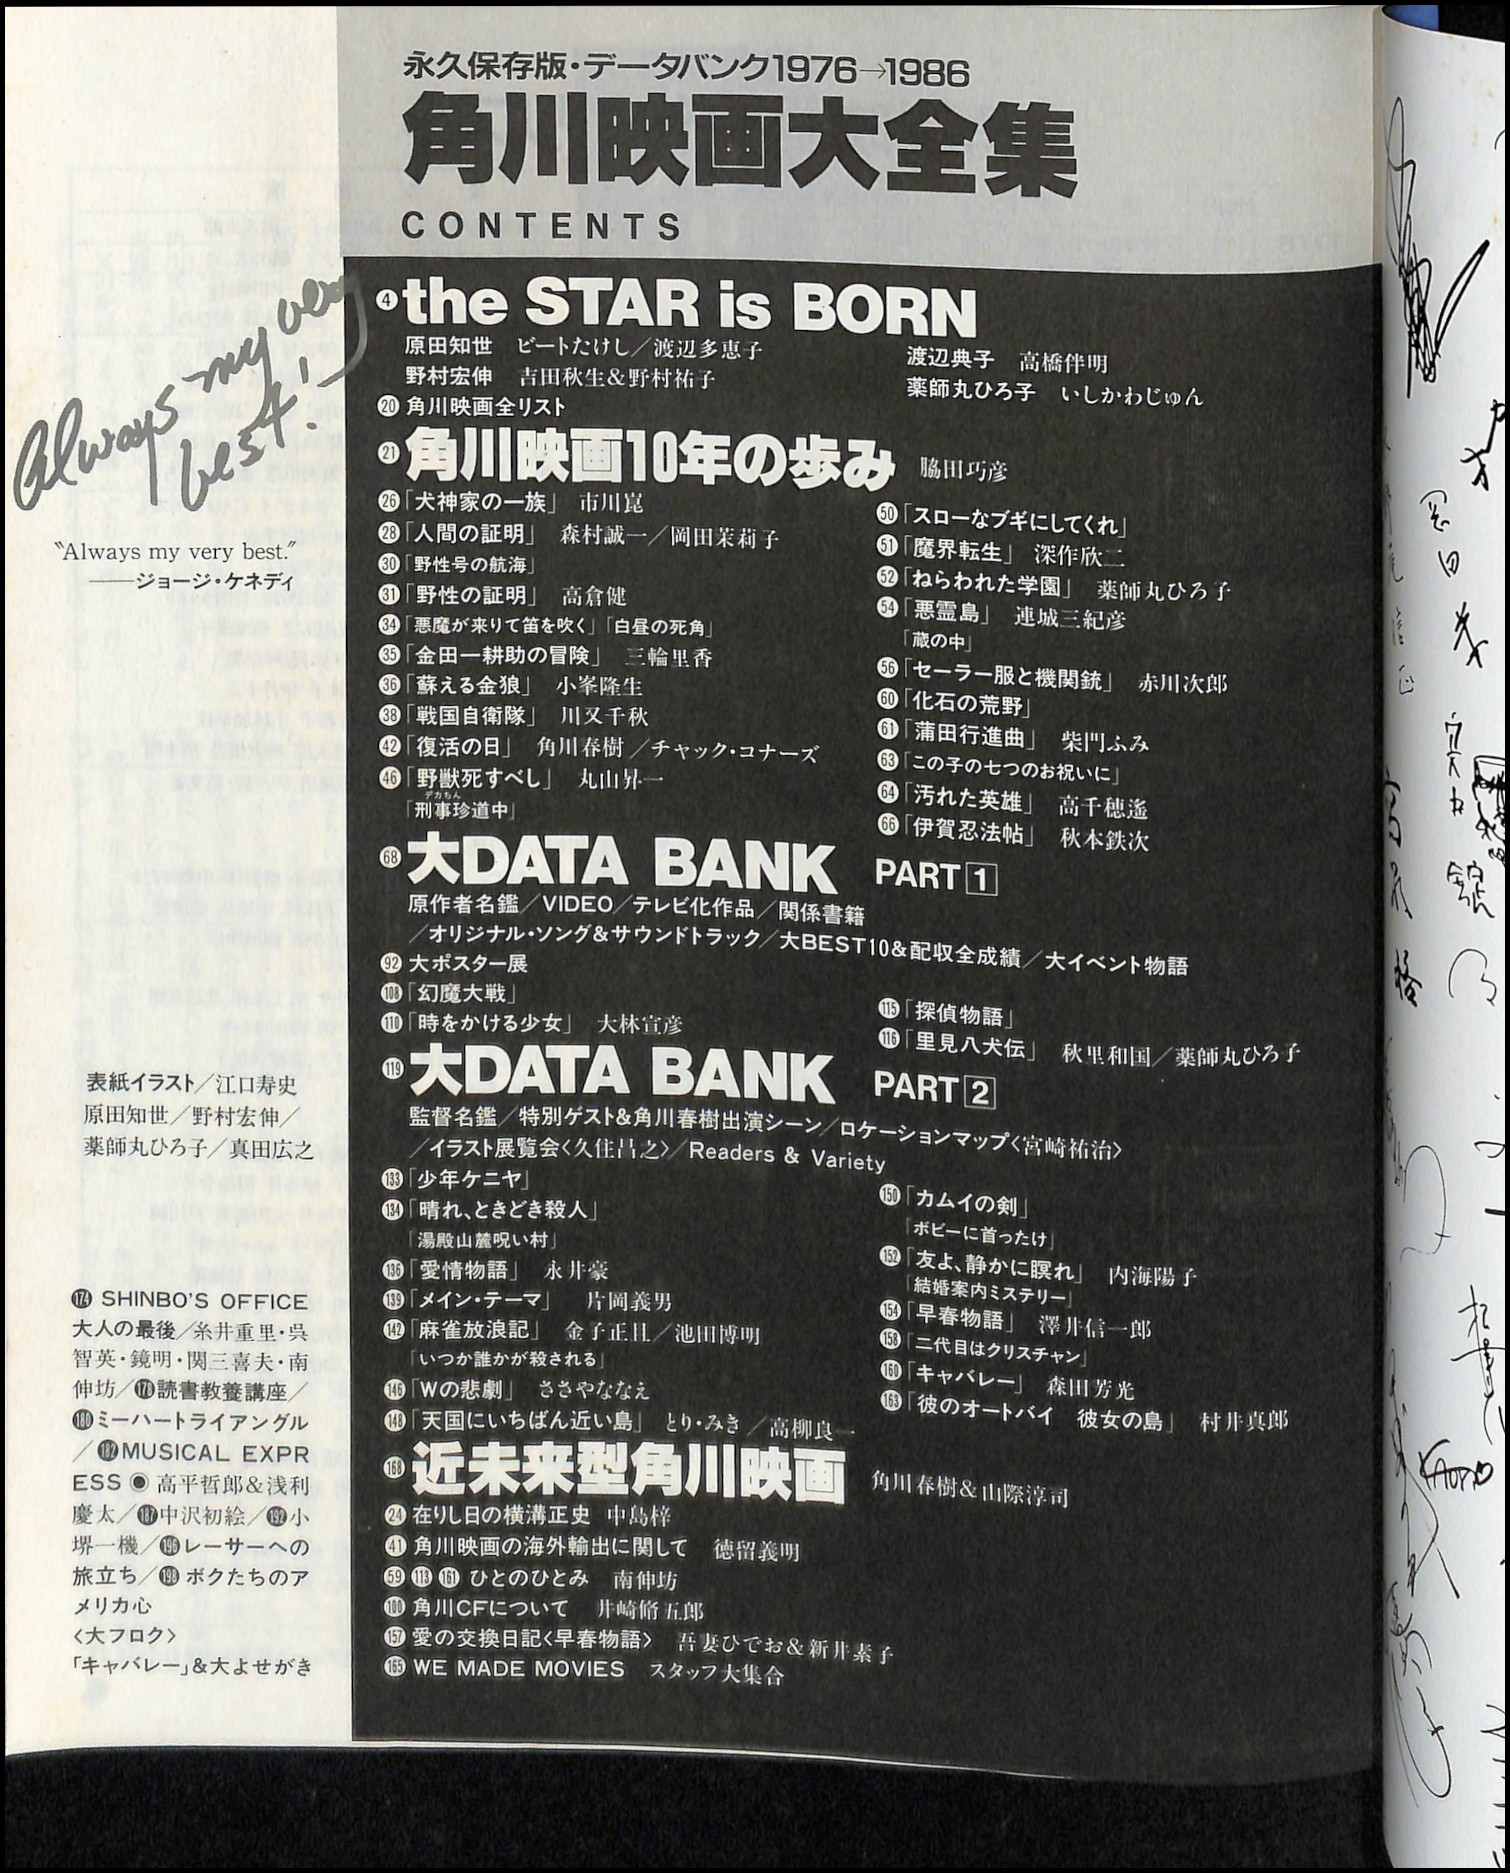 永久保存版・データバンク1976→1986
角川映画大全集
CONTENTS
4 the STAR is BORN
原田知世 ビートたけし／渡辺多恵子
野村宏伸 吉田秋生＆野村祐子
渡辺典子 高橋伴明
薬師丸ひろ子 いしかわじゅん
20 角川映画全リスト
21 角川映画10年の歩み 脇田巧彦
26 「犬神家の一族」 市川崑
28 「人間の証明」 森村誠一／岡田茉莉子
30 「野性号の航海」
31 「野性の証明」 高倉健
34 「悪魔が来りて笛を吹く」「白昼の死角」
35 「金田一耕助の冒険」 三輪里香
36 「蘇える金狼」 小峯隆生
38 「戦国自衛隊」 川又千秋
42 「復活の日」 角川春樹／チャック・コナーズ
46 「野獣死すべし」 丸山昇一
デカちん
「刑事珍道中」
50 「スローなブギにしてくれ」
51 「魔界転生」 深作欣二
52 「ねらわれた学園」 薬師丸ひろ子
54 「悪霊島」 連城三紀彦
「蔵の中」
56 「セーラー服と機関銃」 赤川次郎
60 「化石の荒野」
61 「蒲田行進曲」 柴門ふみ
63 「この子の七つのお祝いに」
64 「汚れた英雄」 高千穂遙
66 「伊賀忍法帖」 秋本鉄次
68 大DATA BANK PART 1
原作者名鑑／VIDEO／テレビ化作品／関係書籍
／オリジナル・ソング＆サウンドトラック／大BEST10＆配収全成績／大イベント物語
92 大ポスター展
108 「幻魔大戦」
110 「時をかける少女」 大林宣彦
115 「探偵物語」
116 「里見八犬伝」 秋里和国／薬師丸ひろ子
119 大DATA BANK PART 2
監督名鑑／特別ゲスト＆角川春樹出演シーン／ロケーションマップ〈宮崎祐治〉
／イラスト展覧会〈久住昌之〉／Readers & Variety
133 「少年ケニヤ」
134 「晴れ、ときどき殺人」
「湯殿山麓呪い村」
136 「愛情物語」 永井豪
139 「メイン・テーマ」 片岡義男
142 「麻雀放浪記」 金子正且／池田博明
「いつか誰かが殺される」
146 「Wの悲劇」 ささやななえ
148 「天国にいちばん近い島」 とり・みき／高柳良一
150 「カムイの剣」
「ボビーに首ったけ」
152 「友よ、静かに瞑れ」 内海陽子
「結婚案内ミステリー」
154 「早春物語」 澤井信一郎
158 「二代目はクリスチャン」
160 「キャバレー」 森田芳光
163 「彼のオートバイ 彼女の島」 村井真郎
168 近未来型角川映画 角川春樹＆山際淳司
24 在りし日の横溝正史 中島梓
41 角川映画の海外輸出に関して 徳留義明
59 113 161 ひとのひとみ 南伸坊
100 角川CFについて 井崎脩五郎
157 愛の交換日記〈早春物語〉 吾妻ひでお＆新井素子
165 WE MADE MOVIES スタッフ大集合
Always my very
best!
“Always my very best.”
——ジョージ・ケネディ
表紙イラスト／江口寿史
原田知世／野村宏伸／
薬師丸ひろ子／真田広之
174 SHINBO'S OFFICE
大人の最後／糸井重里・呉
智英・鏡明・関三喜夫・南
伸坊／178読書教養講座／
180ミーハートライアングル
／182MUSICAL EXPR
ESS ◉ 高平哲郎＆浅利
慶太／187中沢初絵／192小
堺一機／196レーサーへの
旅立ち／198ボクたちのア
メリカ心
〈大フロク〉
「キャバレー」＆大よせがき